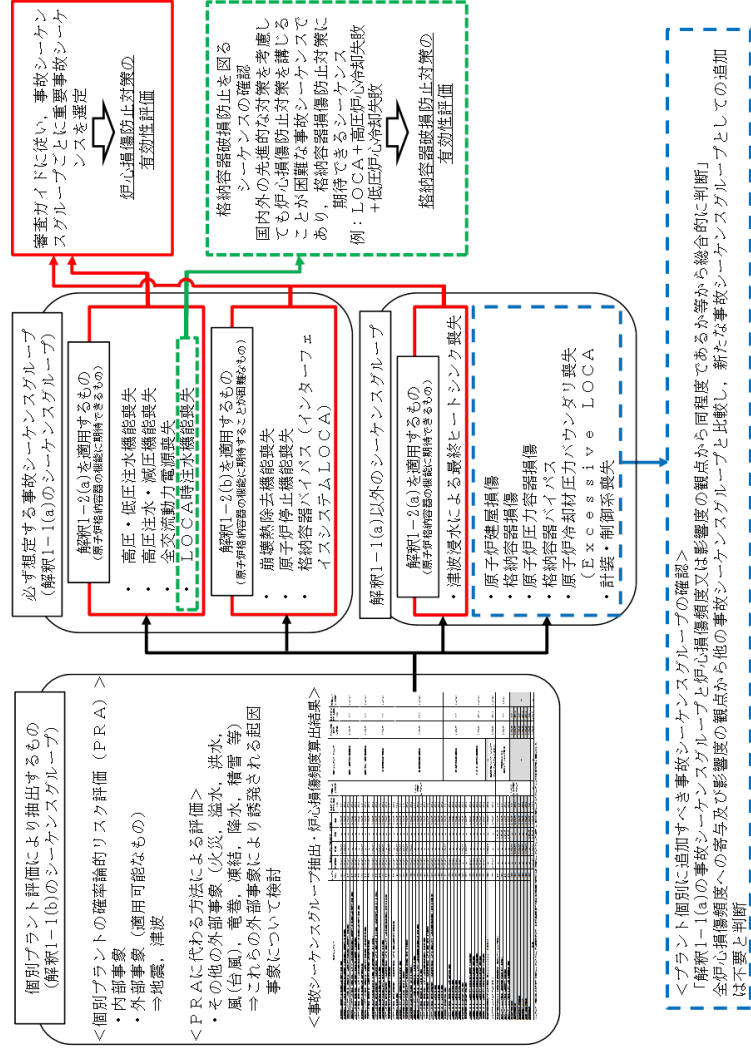 個別プラント評価により抽出するもの
(解釈1-1(b)のシーケンスグループ)
<個別プラントの確率論的リスク評価(PRA)>
・内部事象
・外部事象(適用可能なもの)
⇒地震,津波
<PRAに代わる方法による評価>
・その他の外部事象(火災,溢水,洪水,
風(台風),竜巻,凍結,降水,積雪 等)
⇒これらの外部事象により誘発される起因
事象について検討
<事故シーケンスグループ抽出・炉心損傷頻度算出結果>
必ず想定する事故シーケンスグループ
(解釈1-1(a)のシーケンスグループ)
解釈1-2(a)を適用するもの
(原子炉格納容器の機能に期待できるもの)
・高圧・低圧注水機能喪失
・高圧注水・減圧機能喪失
・全交流動力電源喪失
・LOCA時注水機能喪失
解釈1-2(b)を適用するもの
(原子炉格納容器の機能に期待することが困難なもの)
・崩壊熱除去機能喪失
・原子炉停止機能喪失
・格納容器バイパス(インターフェ
イスシステムLOCA)
解釈1-1(a)以外のシーケンスグループ
解釈1-2(a)を適用するもの
(原子炉格納容器の機能に期待できるもの)
・津波浸水による最終ヒートシンク喪失
・原子炉建屋損傷
・格納容器損傷
・原子炉圧力容器損傷
・格納容器バイパス
・原子炉冷却材圧力バウンダリ喪失
(Excessive LOCA)
・計装・制御系喪失
審査ガイドに従い,事故シーケン
スグループごとに重要事故シーケ
ンスを選定
炉心損傷防止対策の
有効性評価
格納容器破損防止を図る
シーケンスの確認
国内外の先進的な対策を考慮し
ても炉心損傷防止対策を講じる
ことが困難な事故シーケンスで
あり,格納容器破損防止対策に
期待できるシーケンス
例:LOCA+高圧炉心冷却失敗
+低圧炉心冷却失敗
格納容器破損防止対策の
有効性評価
<プラント個別に追加すべき事故シーケンスグループの確認>
「解釈1-1(a)の事故シーケンスグループと炉心損傷頻度又は影響度の観点から同程度であるか等から総合的に判断」
全炉心損傷頻度への寄与及び影響度の観点から他の事故シーケンスグループと比較し,新たな事故シーケンスグループとしての追加
は不要と判断